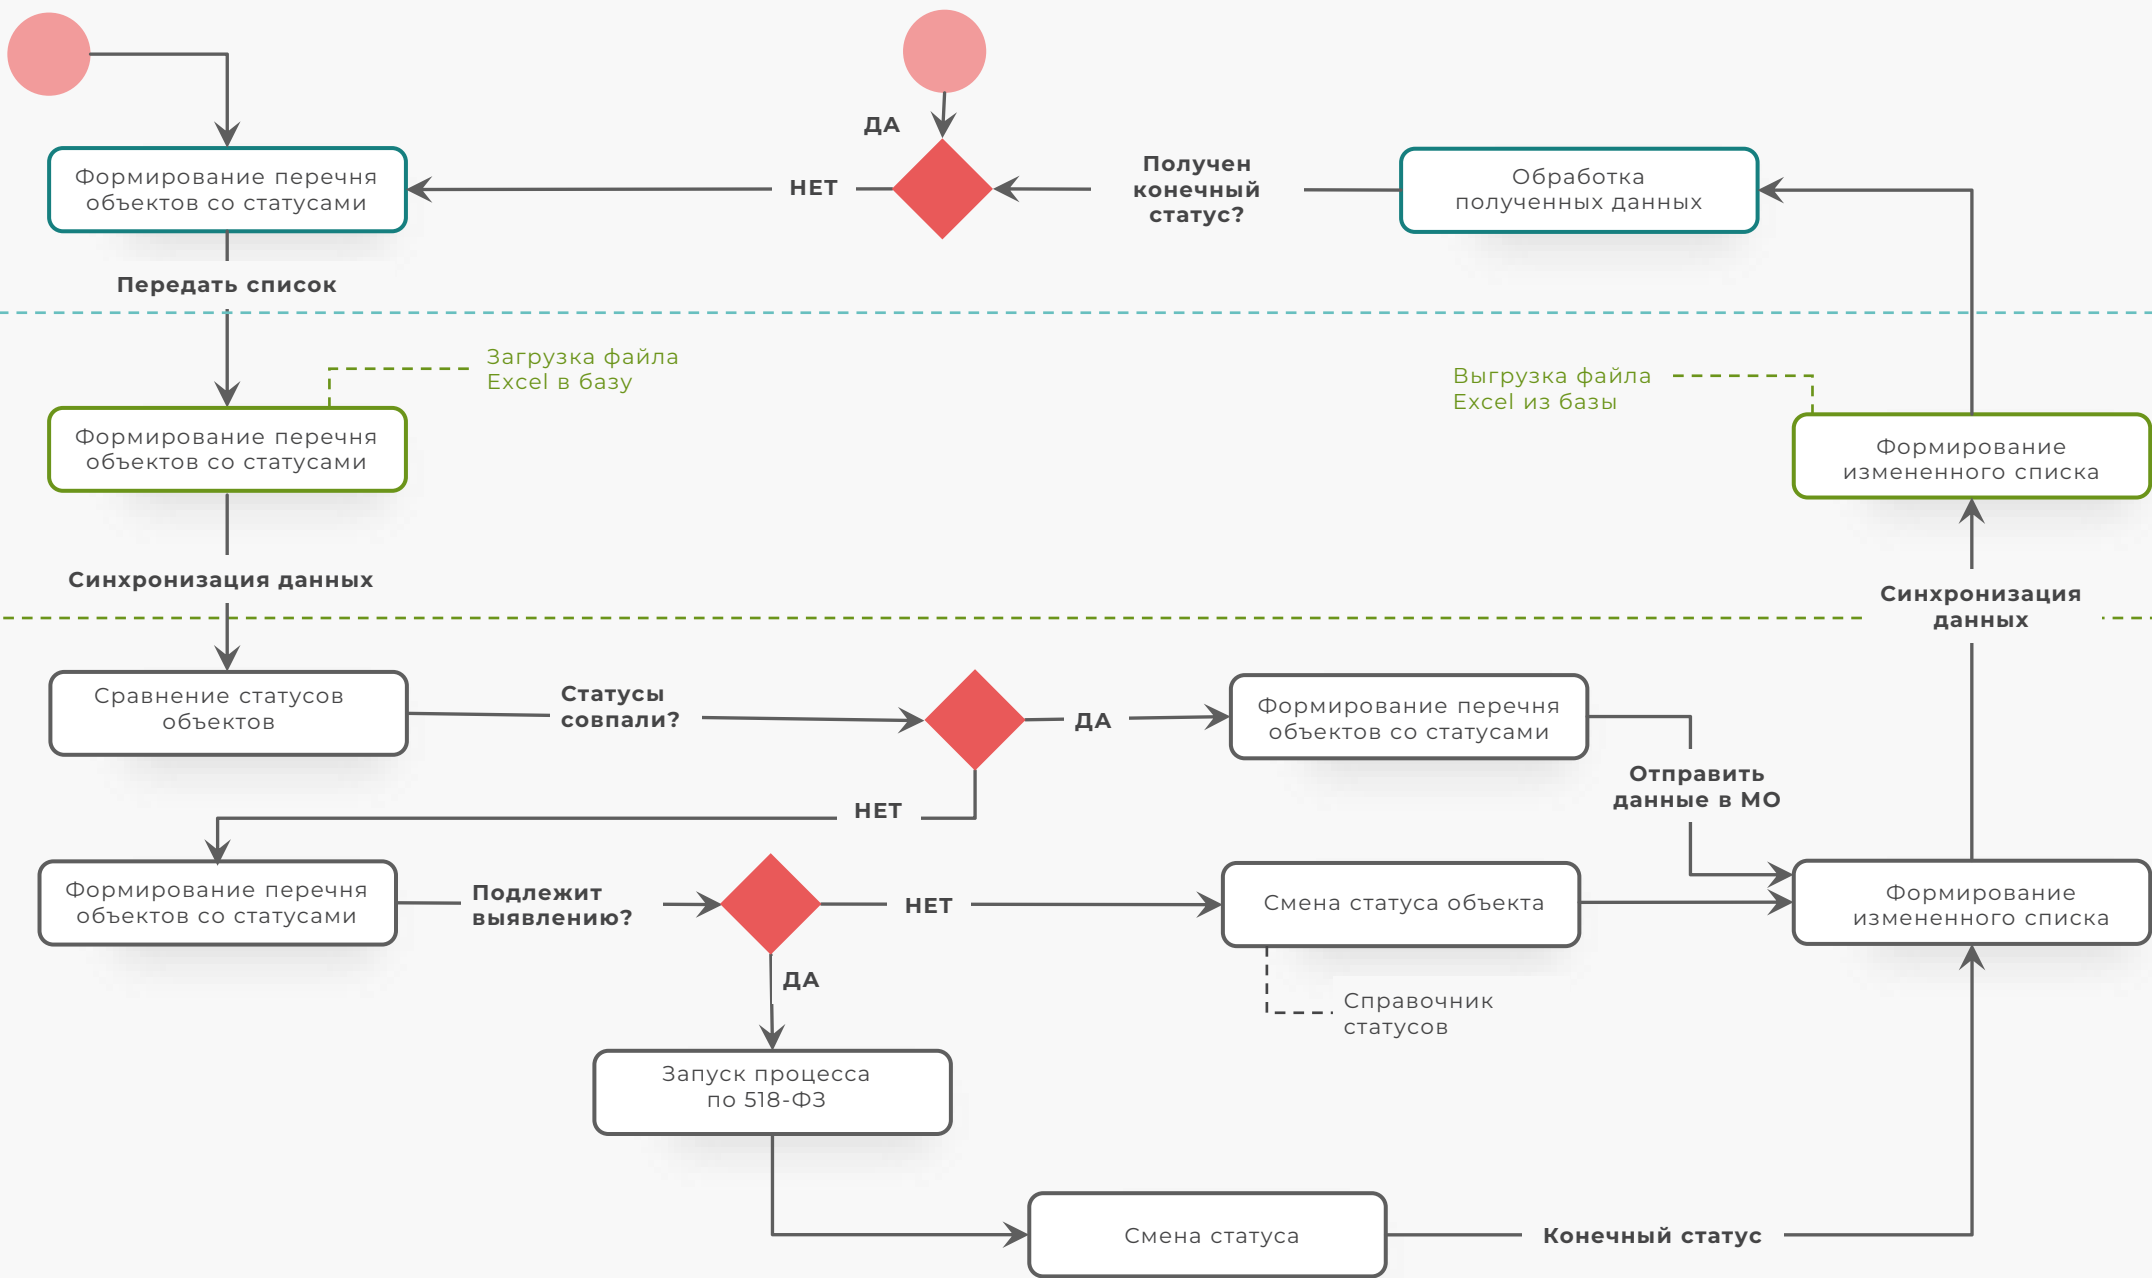 ДА
Формирование перечня
объектов со статусами
НЕТ
Получен
конечный
статус?
Обработка
полученных данных
Передать список
Загрузка файла
Excel в базу
Выгрузка файла
Excel из базы
Формирование перечня
объектов со статусами
Формирование
измененного списка
Синхронизация данных
Синхронизация
данных
Сравнение статусов
объектов
Статусы
совпали?
ДА
Формирование перечня
объектов со статусами
Отправить
данные в МО
НЕТ
Формирование перечня
объектов со статусами
Подлежит
выявлению?
НЕТ
Смена статуса объекта
Формирование
измененного списка
ДА
Справочник
статусов
Запуск процесса
по 518-ФЗ
Смена статуса
Конечный статус